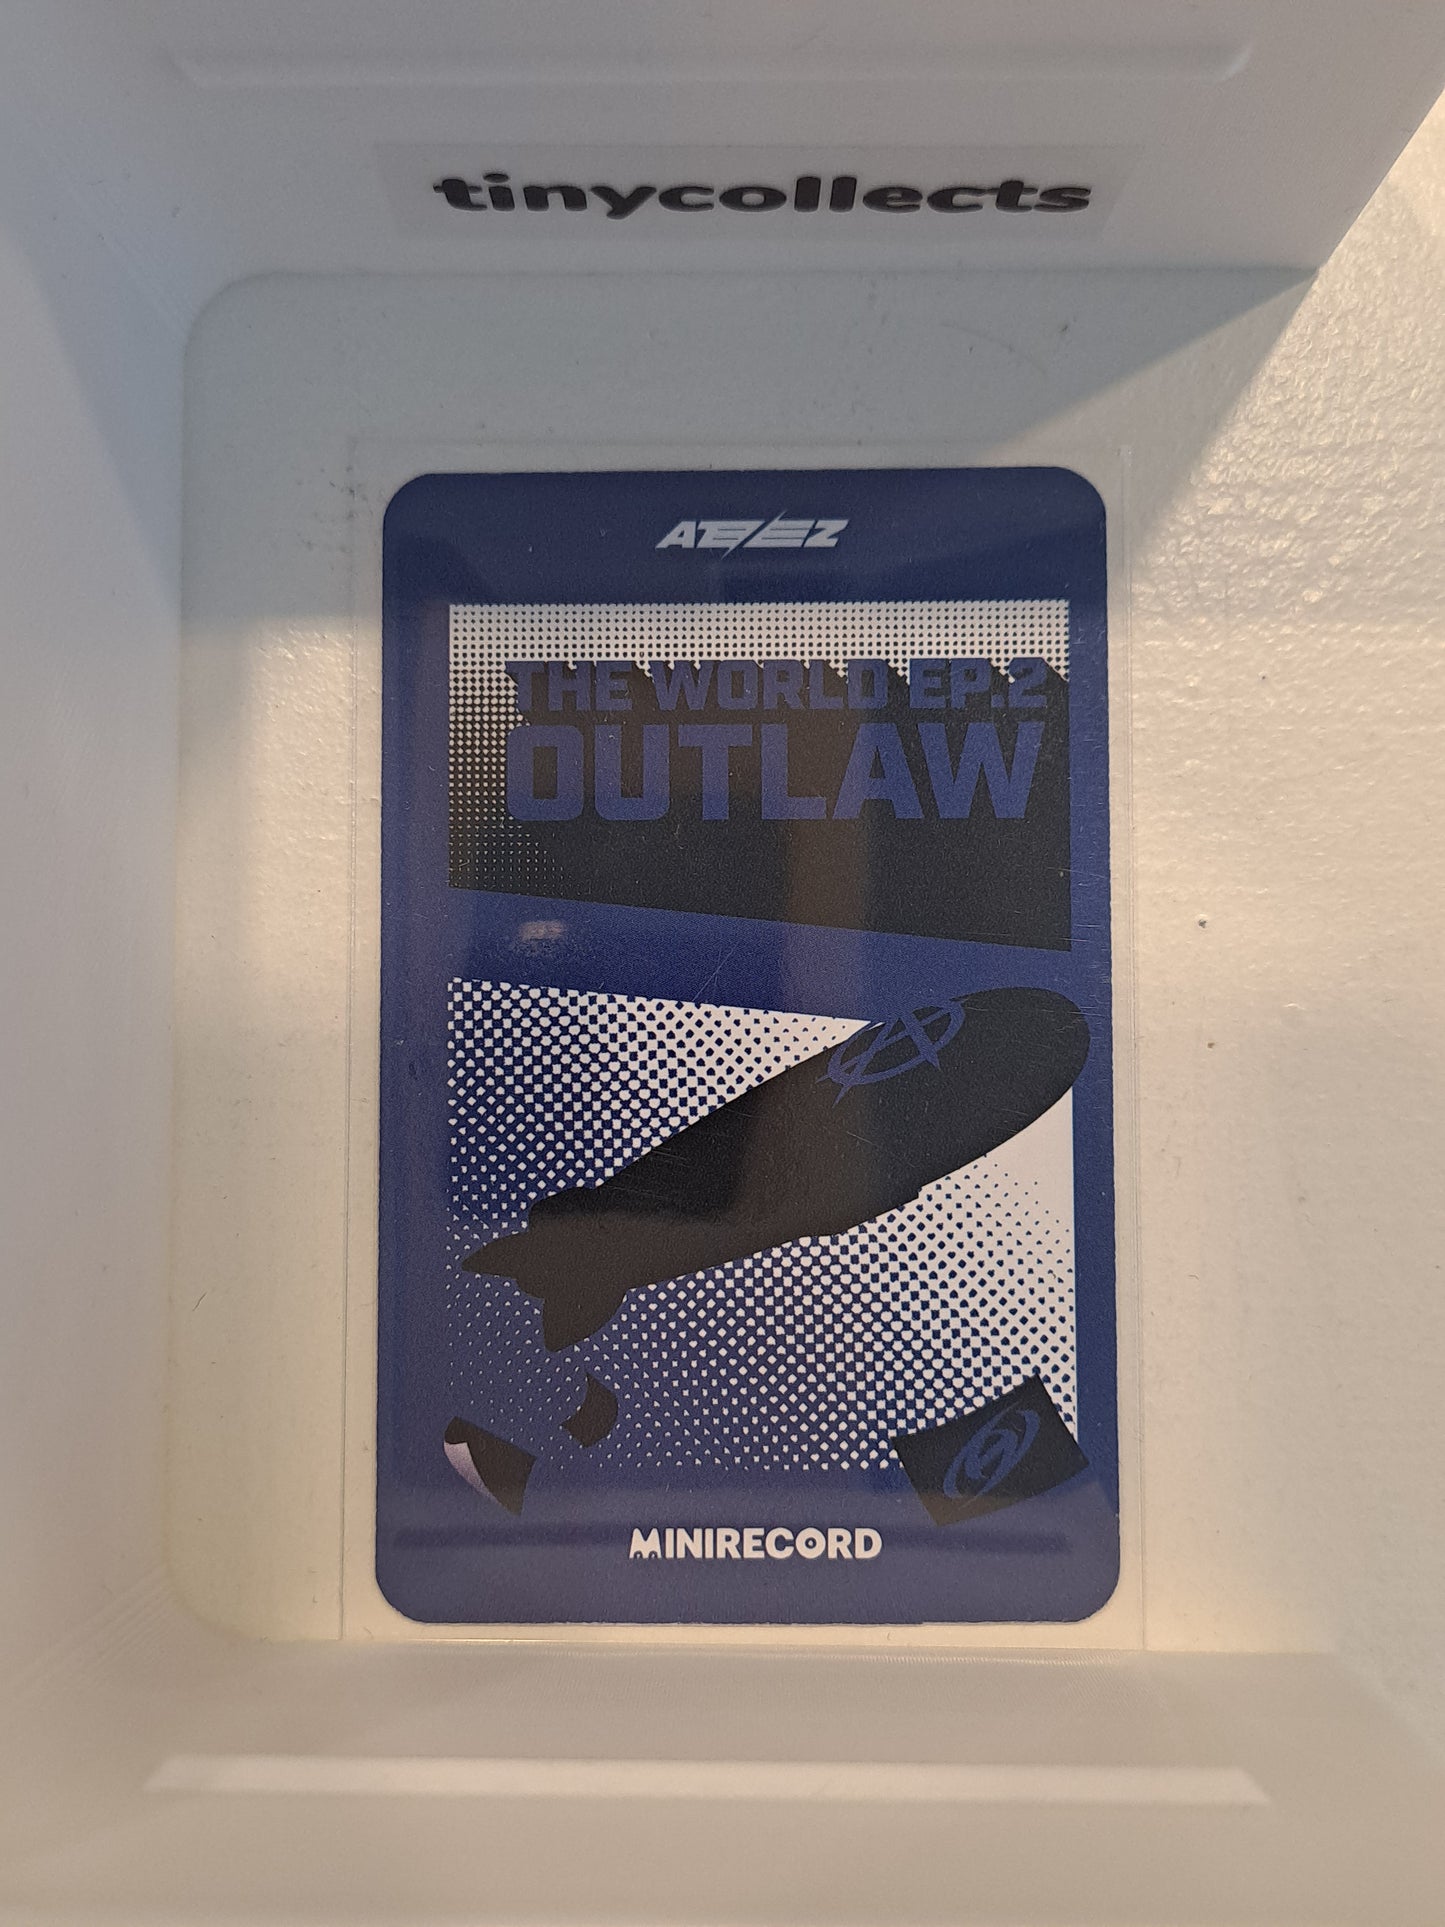 tinycollects
ATEEZ
THE WORLD EP.2
OUTLAW
MINIRECORD